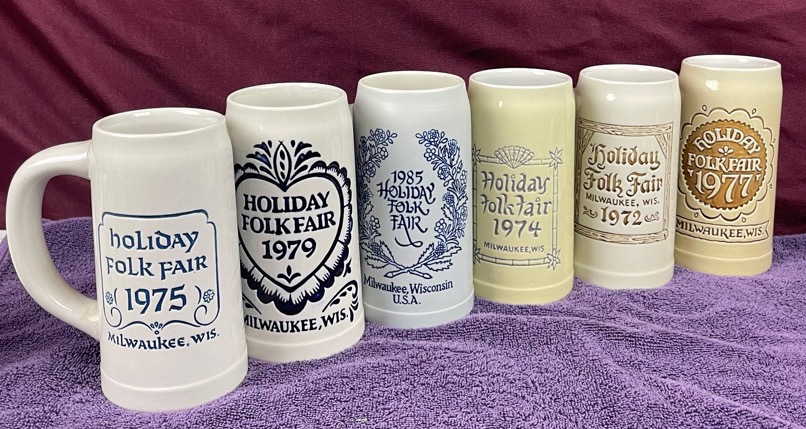 holiday
folk fair
1975
Milwaukee, Wis.
HOLIDAY
FOLK FAIR
1979
MILWAUKEE, WIS.
1985
HOLIDAY
FOLK
FAIR
Milwaukee, Wisconsin
U.S.A.
Holiday
Folk Fair
1974
MILWAUKEE, WIS.
Holiday
Folk Fair
MILWAUKEE, WIS.
1972
HOLIDAY
FOLK FAIR
1977
MILWAUKEE, WIS.